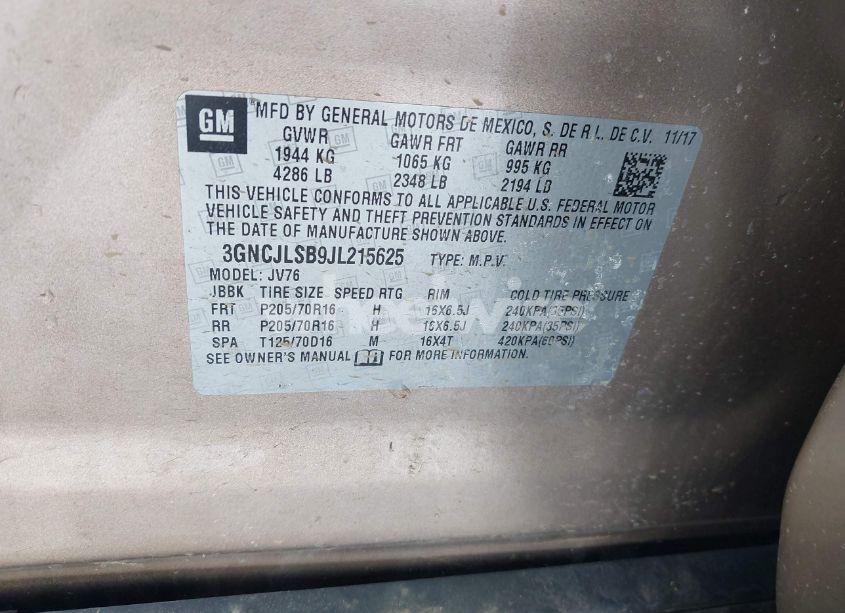 GM
MFD BY GENERAL MOTORS DE MEXICO, S. DE R.L. DE C.V. 11/17
GVWR GAWR FRT GAWR RR
1944 KG 1065 KG 995 KG
4286 LB 2348 LB 2194 LB
THIS VEHICLE CONFORMS TO ALL APPLICABLE U.S. FEDERAL MOTOR
VEHICLE SAFETY AND THEFT PREVENTION STANDARDS IN EFFECT ON
THE DATE OF MANUFACTURE SHOWN ABOVE.
3GNCJLSB9JL215625 TYPE: M.P.V.
MODEL: JV76
JBBK TIRE SIZE SPEED RTG RIM COLD TIRE PRESSURE
FRT P205/70R16 H 16X6.5J 240KPA(35PSI)
RR P205/70R16 H 16X6.5J 240KPA(35PSI)
SPA T125/70D16 M 16X4T 420KPA(60PSI)
SEE OWNER'S MANUAL FOR MORE INFORMATION.